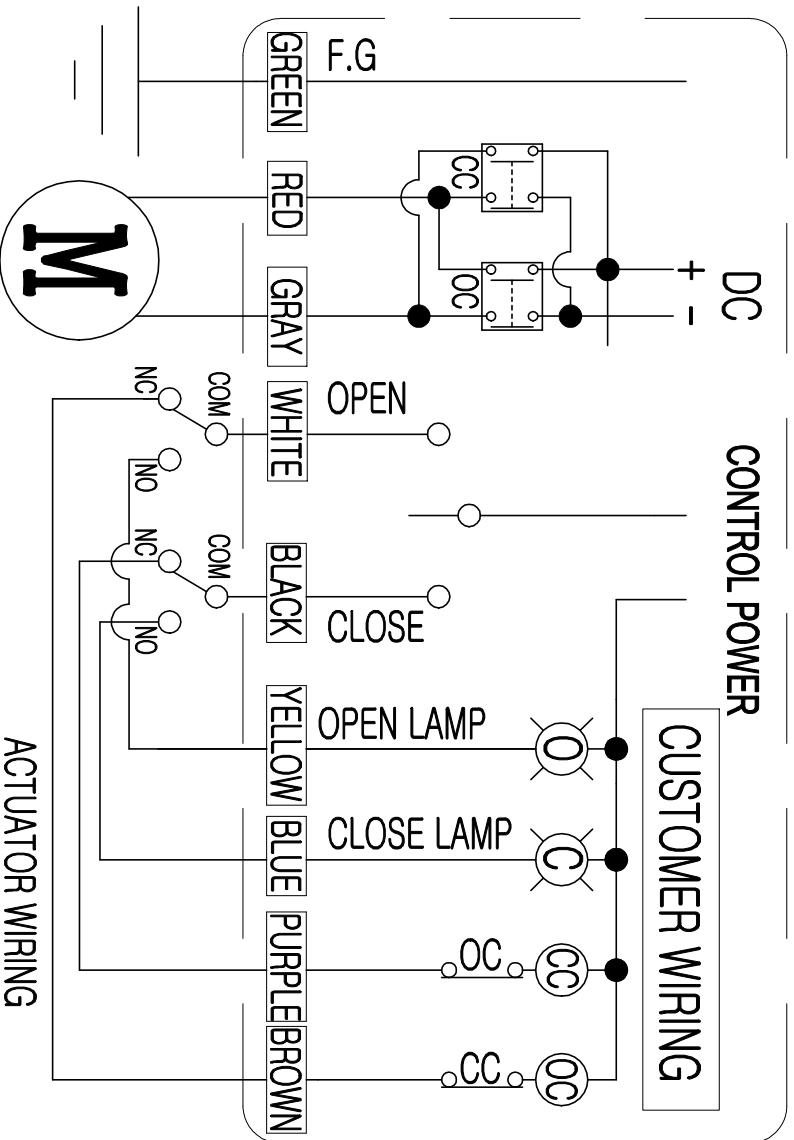 F.G
GREEN
RED
GRAY
WHITE
BLACK
YELLOW
BLUE
PURPLE
BROWN
CC
OC
DC
+
-
M
OPEN
CLOSE
NC
COM
NO
NC
COM
NO
CONTROL POWER
CUSTOMER WIRING
OPEN LAMP
O
CLOSE LAMP
C
OC
CC
CC
OC
ACTUATOR WIRING